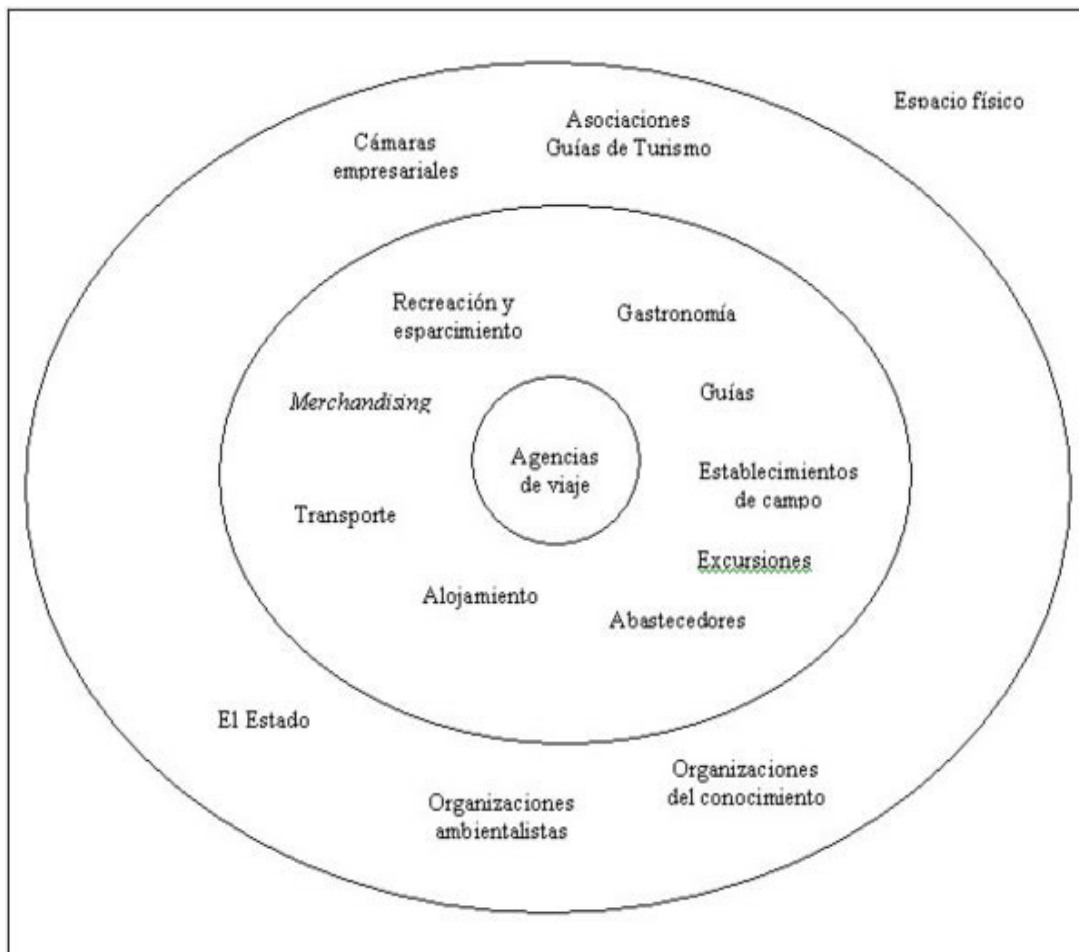 Espacio físico
Asociaciones
Guías de Turismo
Cámaras
empresariales
Recreación y
esparcimiento
Gastronomía
Merchandising
Guías
Agencias
de viaje
Establecimientos
de campo
Transporte
Excursiones
Alojamiento
Abastecedores
El Estado
Organizaciones
del conocimiento
Organizaciones
ambientalistas